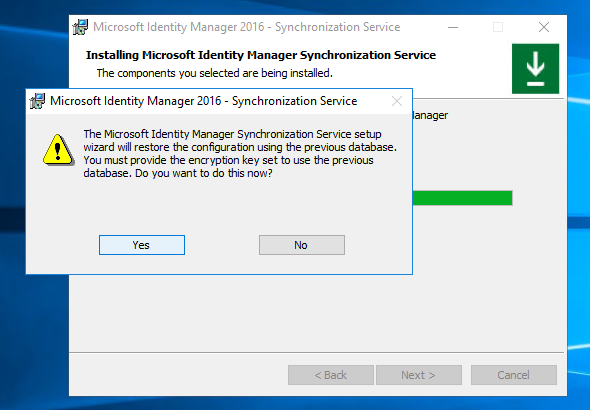 Microsoft Identity Manager 2016 - Synchronization Service
Installing Microsoft Identity Manager Synchronization Service
The components you selected are being installed.
Microsoft Identity Manager 2016 - Synchronization Service
The Microsoft Identity Manager Synchronization Service setup
wizard will restore the configuration using the previous database.
You must provide the encryption key set to use the previous
database. Do you want to do this now?
Yes
No
< Back
Next >
Cancel